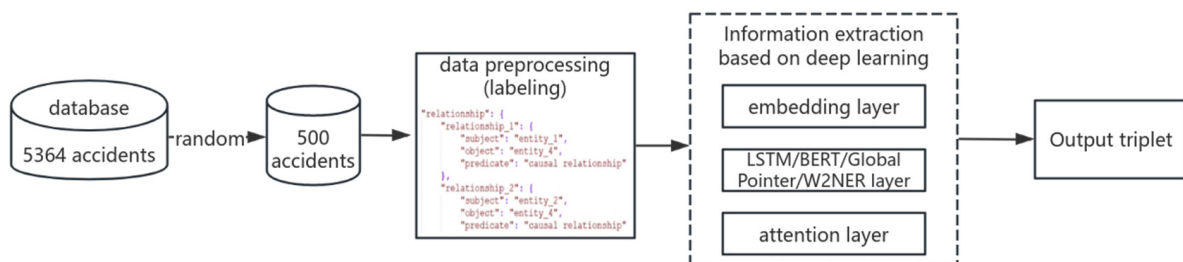 database
5364 accidents
random
500
accidents
data preprocessing
(labeling)
"relationship": {
"relationship_1": {
"subject": "entity_1",
"object": "entity_4",
"predicate": "causal relationship"
},
"relationship_2": {
"subject": "entity_2",
"object": "entity_4",
"predicate": "causal relationship"
Information extraction
based on deep learning
embedding layer
LSTM/BERT/Global
Pointer/W2NER layer
attention layer
Output triplet